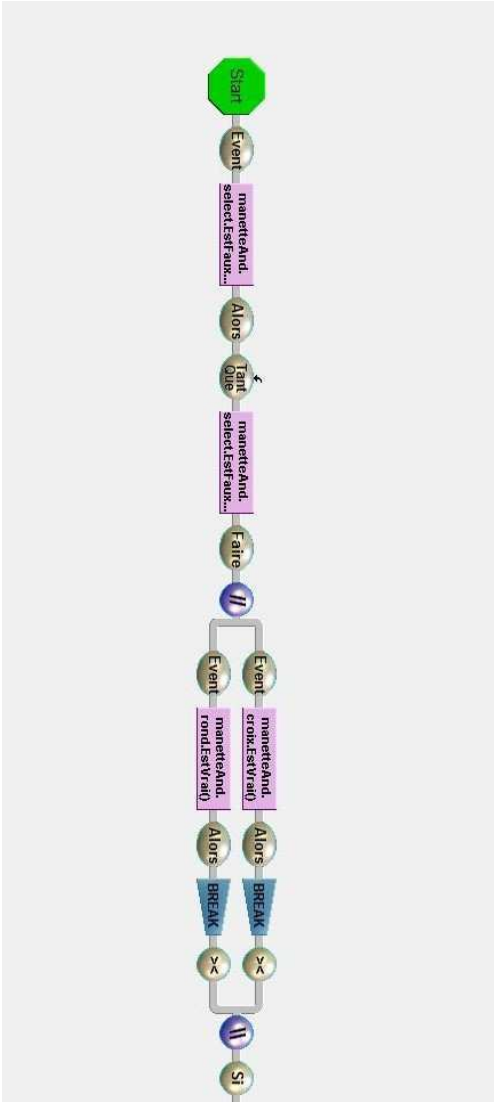 Start
Event
manetteAnd.
select.EstFaux...
Alors
Tant
Que
manetteAnd.
select.EstFaux...
Faire
//
Event
manetteAnd.
croix.EstVrai()
Alors
BREAK
><
Event
manetteAnd.
rond.EstVrai()
Alors
BREAK
><
//
Si